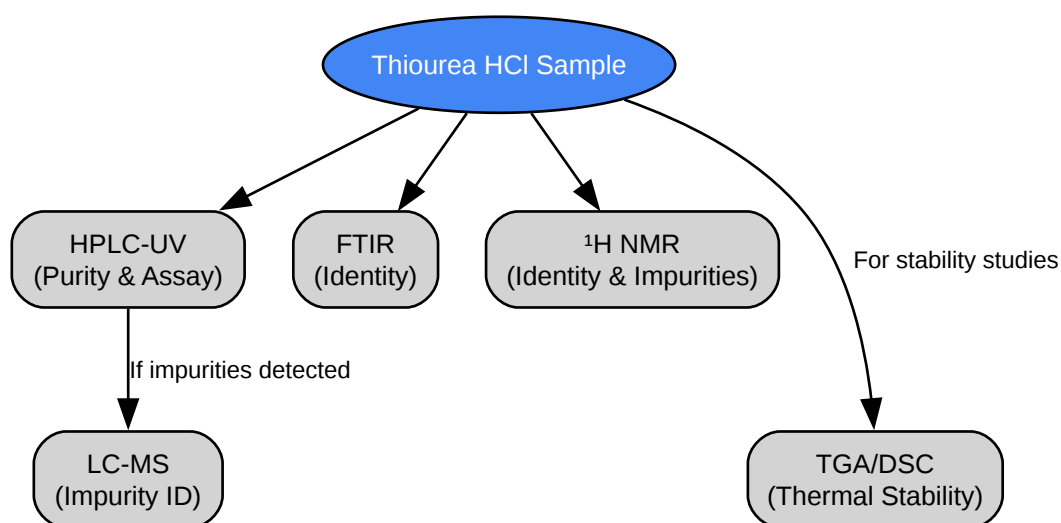 Thiourea HCl Sample
HPLC-UV
(Purity & Assay)
FTIR
(Identity)
¹H NMR
(Identity & Impurities)
For stability studies
If impurities detected
LC-MS
(Impurity ID)
TGA/DSC
(Thermal Stability)